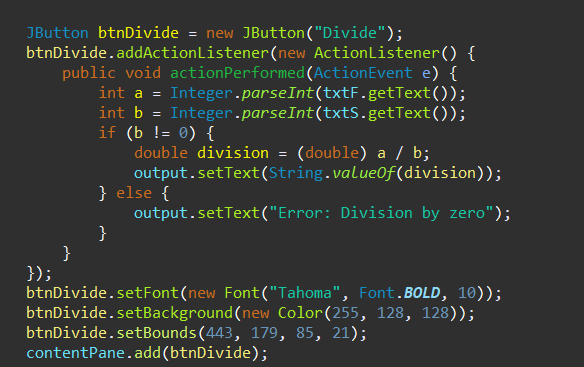 JButton btnDivide = new JButton("Divide");
btnDivide.addActionListener(new ActionListener() {
    public void actionPerformed(ActionEvent e) {
        int a = Integer.parseInt(txtF.getText());
        int b = Integer.parseInt(txtS.getText());
        if (b != 0) {
            double division = (double) a / b;
            output.setText(String.valueOf(division));
        } else {
            output.setText("Error: Division by zero");
        }
    }
});
btnDivide.setFont(new Font("Tahoma", Font.BOLD, 10));
btnDivide.setBackground(new Color(255, 128, 128));
btnDivide.setBounds(443, 179, 85, 21);
contentPane.add(btnDivide);